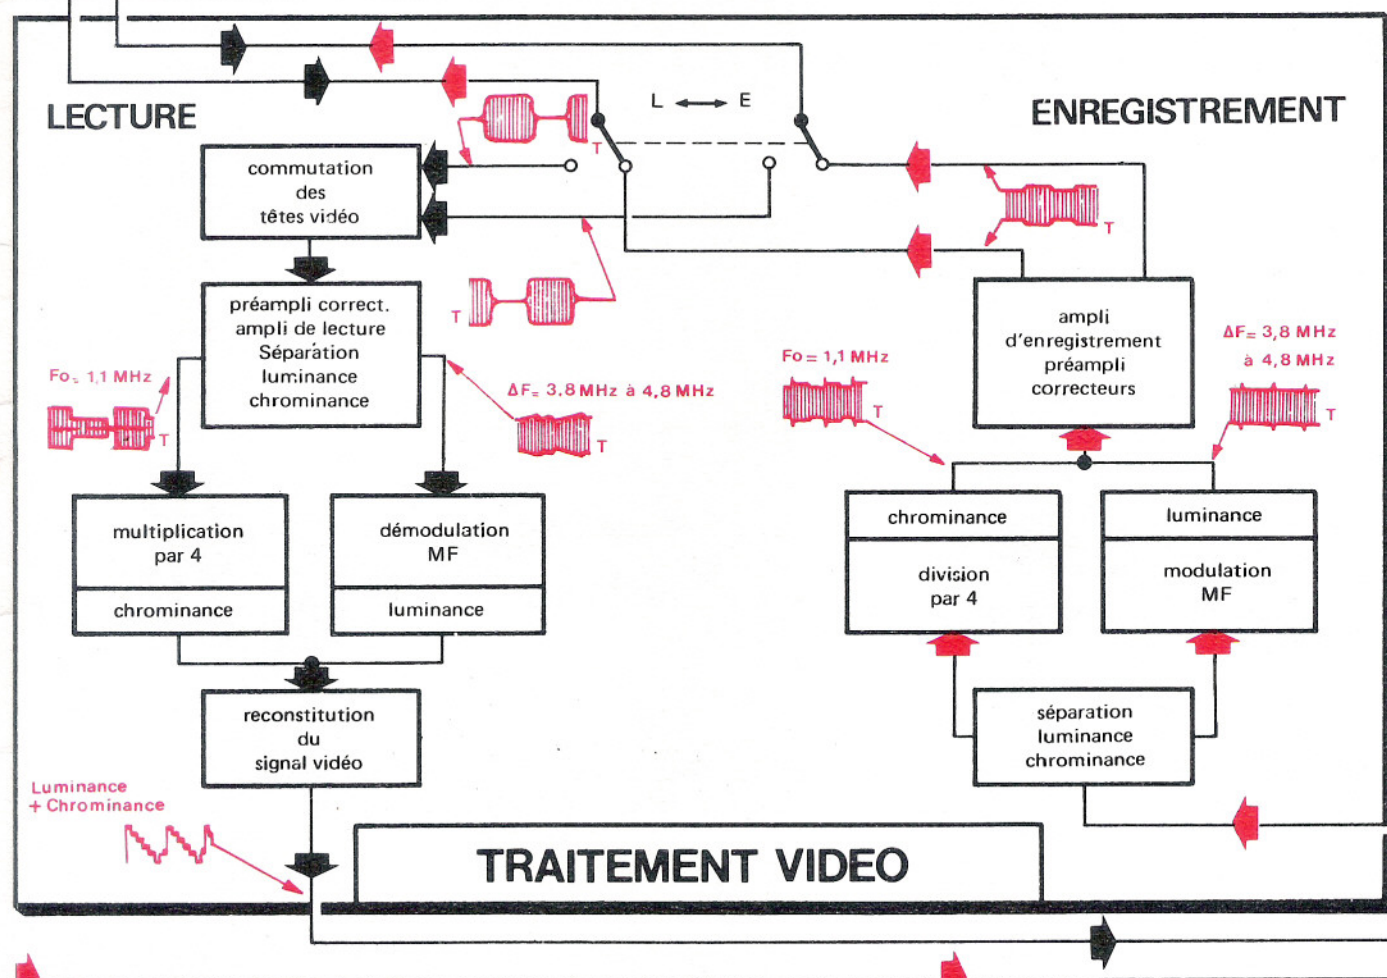 LECTURE
L
E
ENREGISTREMENT
T
commutation
des
têtes vidéo
T
T
préampli correct.
ampli de lecture
Séparation
luminance
chrominance
Fo= 1,1 MHz
T
ΔF= 3,8 MHz à 4,8 MHz
T
ampli
d'enregistrement
préampli
correcteurs
Fo = 1,1 MHz
T
ΔF= 3,8 MHz
à 4,8 MHz
T
multiplication
par 4
chrominance
démodulation
MF
luminance
chrominance
division
par 4
luminance
modulation
MF
reconstitution
du
signal vidéo
séparation
luminance
chrominance
Luminance
+ Chrominance
TRAITEMENT VIDEO